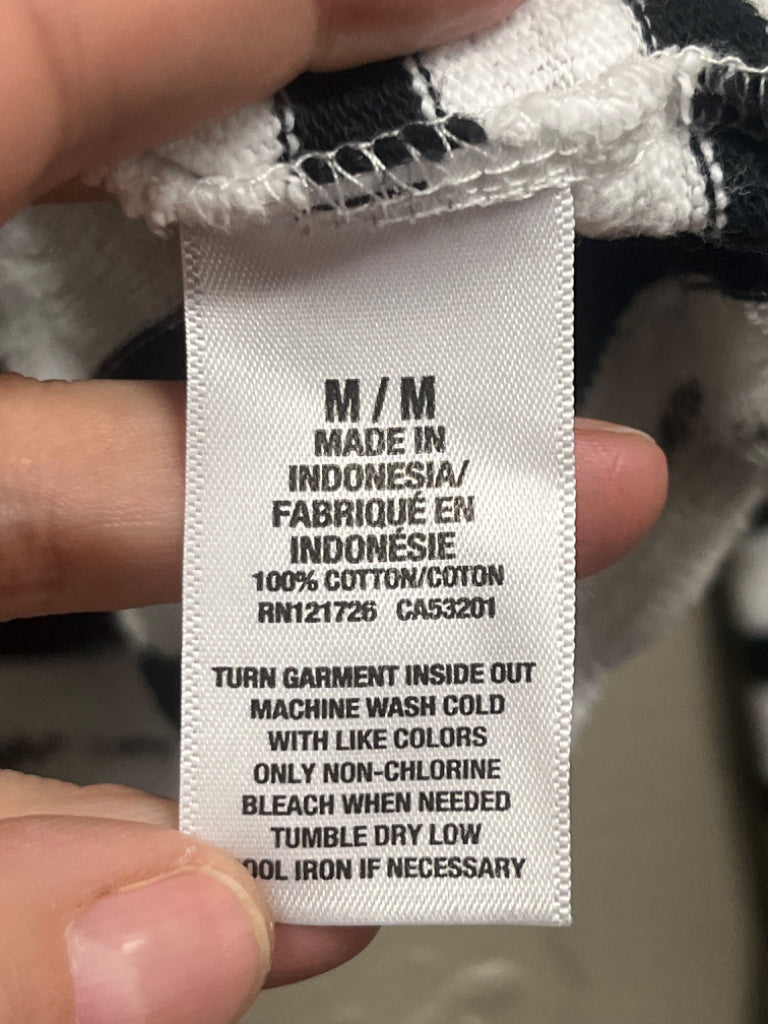 M / M
MADE IN
INDONESIA/
FABRIQUÉ EN
INDONÉSIE
100% COTTON/COTON
RN121726 CA53201
TURN GARMENT INSIDE OUT
MACHINE WASH COLD
WITH LIKE COLORS
ONLY NON-CHLORINE
BLEACH WHEN NEEDED
TUMBLE DRY LOW
OOL IRON IF NECESSARY